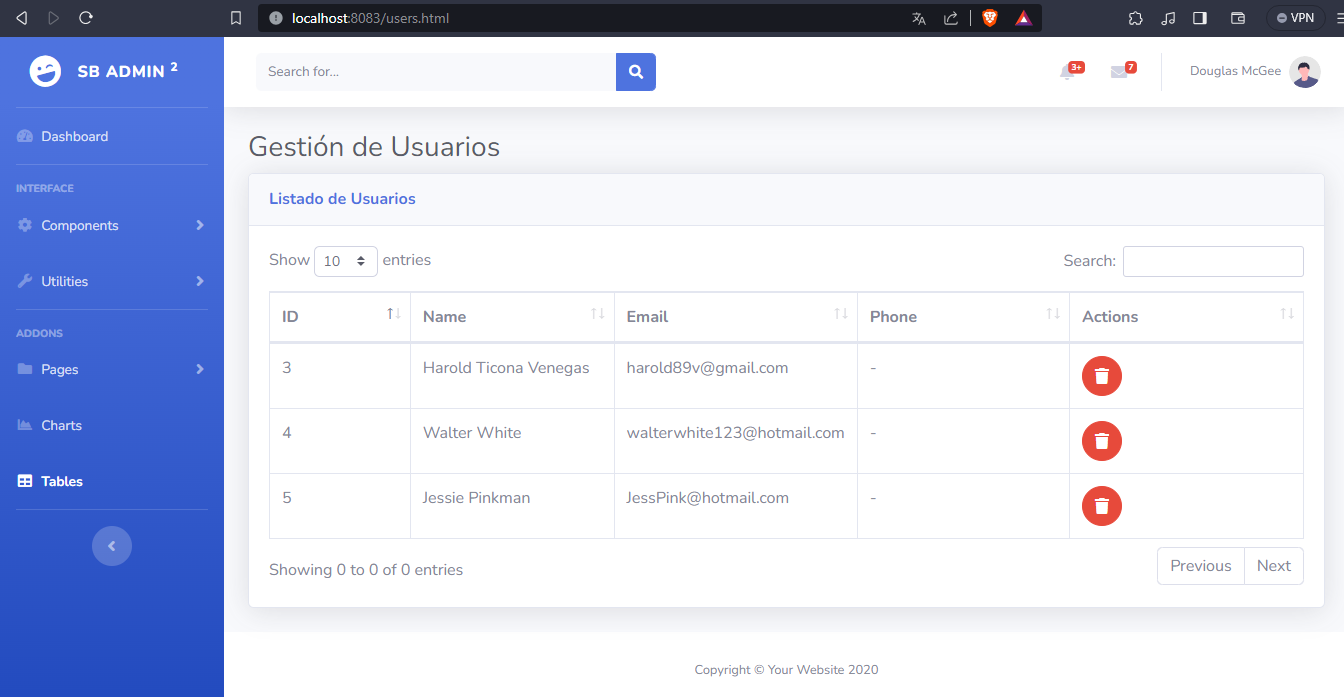 localhost:8083/users.html
VPN
SB ADMIN 2
Search for...
3+
7
Douglas McGee
Dashboard
INTERFACE
Components
Utilities
ADDONS
Pages
Charts
Tables
Gestión de Usuarios
Listado de Usuarios
Show 10 entries
Search:
ID Name Email Phone Actions
3 Harold Ticona Venegas harold89v@gmail.com -
4 Walter White walterwhite123@hotmail.com -
5 Jessie Pinkman JessPink@hotmail.com -
Showing 0 to 0 of 0 entries
Previous Next
Copyright © Your Website 2020